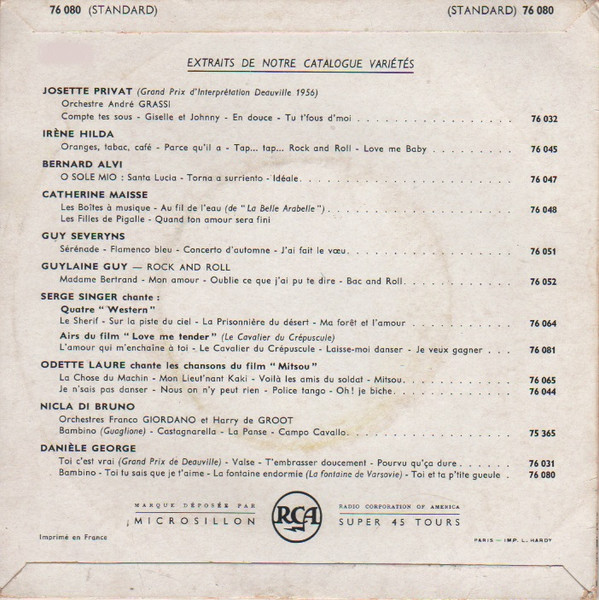 76 080 (STANDARD) (STANDARD) 76 080
EXTRAITS DE NOTRE CATALOGUE VARIÉTÉS
JOSETTE PRIVAT (Grand Prix d'Interprétation Deauville 1956)
Orchestre André GRASSI
Compte tes sous - Giselle et Johnny - En douce - Tu t'fous d'moi . . . . . . . . . . . . . . . . . 76 032
IRÈNE HILDA
Oranges, tabac, café - Parce qu'il a - Tap... tap... Rock and Roll - Love me Baby . . . . . . . . . . 76 045
BERNARD ALVI
O SOLE MIO : Santa Lucia - Torna a surriento - Idéale. . . . . . . . . . . . . . . . . . . . 76 047
CATHERINE MAISSE
Les Boîtes à musique - Au fil de l'eau (de "La Belle Arabelle") . . . . . . . . . . . . . . . . . 76 048
Les Filles de Pigalle - Quand ton amour sera fini
GUY SEVERYNS
Sérénade - Flamenco bleu - Concerto d'automne - J'ai fait le vœu. . . . . . . . . . . . . . . . 76 051
GUYLAINE GUY — ROCK AND ROLL
Madame Bertrand - Mon amour - Oublie ce que j'ai pu te dire - Bac and Roll. . . . . . . . . . . . 76 052
SERGE SINGER chante :
Quatre "Western"
Le Sherif - Sur la piste du ciel - La Prisonnière du désert - Ma forêt et l'amour . . . . . . . . . . 76 064
Airs du film "Love me tender" (Le Cavalier du Crépuscule)
L'amour qui m'enchaîne à toi - Le Cavalier du Crépuscule - Laisse-moi danser - Je veux gagner . . . . 76 081
ODETTE LAURE chante les chansons du film "Mitsou"
La Chose du Machin - Mon Lieut'nant Kaki - Voilà les amis du soldat - Mitsou. . . . . . . . . . . . 76 065
Je n'sais pas danser - Nous on n'y peut rien - Police tango - Oh! je biche. . . . . . . . . . . . . 76 044
NICLA DI BRUNO
Orchestres Franco GIORDANO et Harry de GROOT
Bambino (Guaglione) - Castagnarella - La Panse - Campo Cavallo. . . . . . . . . . . . . . . . . 75 365
DANIÈLE GEORGE
Toi c'est vrai (Grand Prix de Deauville) - Valse - T'embrasser doucement - Pourvu qu'ça dure . . . . . 76 031
Bambino - Toi tu sais que je t'aime - La fontaine endormie (La fontaine de Varsovie) - Toi et ta p'tite gueule . 76 080
MARQUE DÉPOSÉE PAR RCA RADIO CORPORATION OF AMERICA
MICROSILLON SUPER 45 TOURS
Imprimé en France PARIS — IMP. L. HARDY